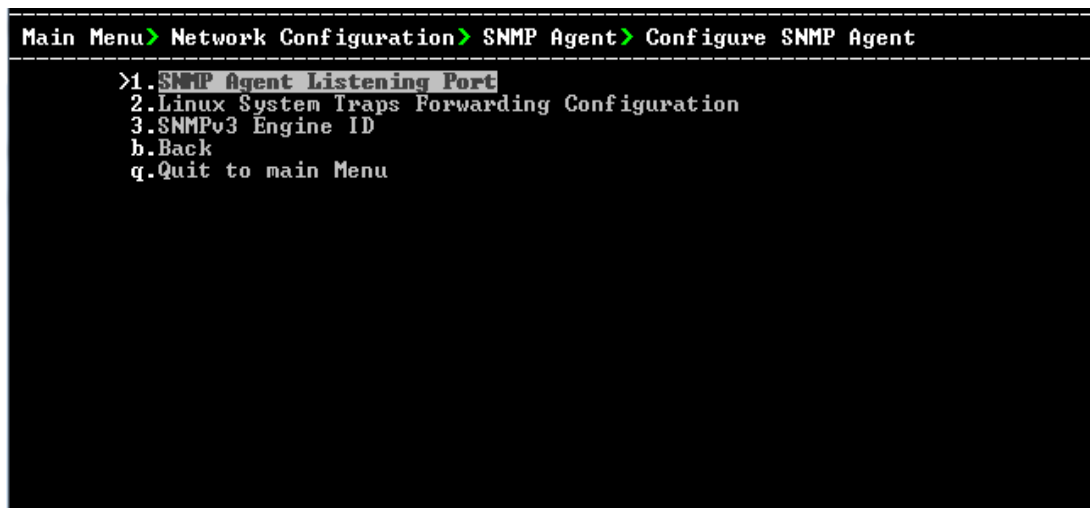 Main Menu> Network Configuration> SNMP Agent> Configure SNMP Agent
>1.SNMP Agent Listening Port
2.Linux System Traps Forwarding Configuration
3.SNMPv3 Engine ID
b.Back
q.Quit to main Menu